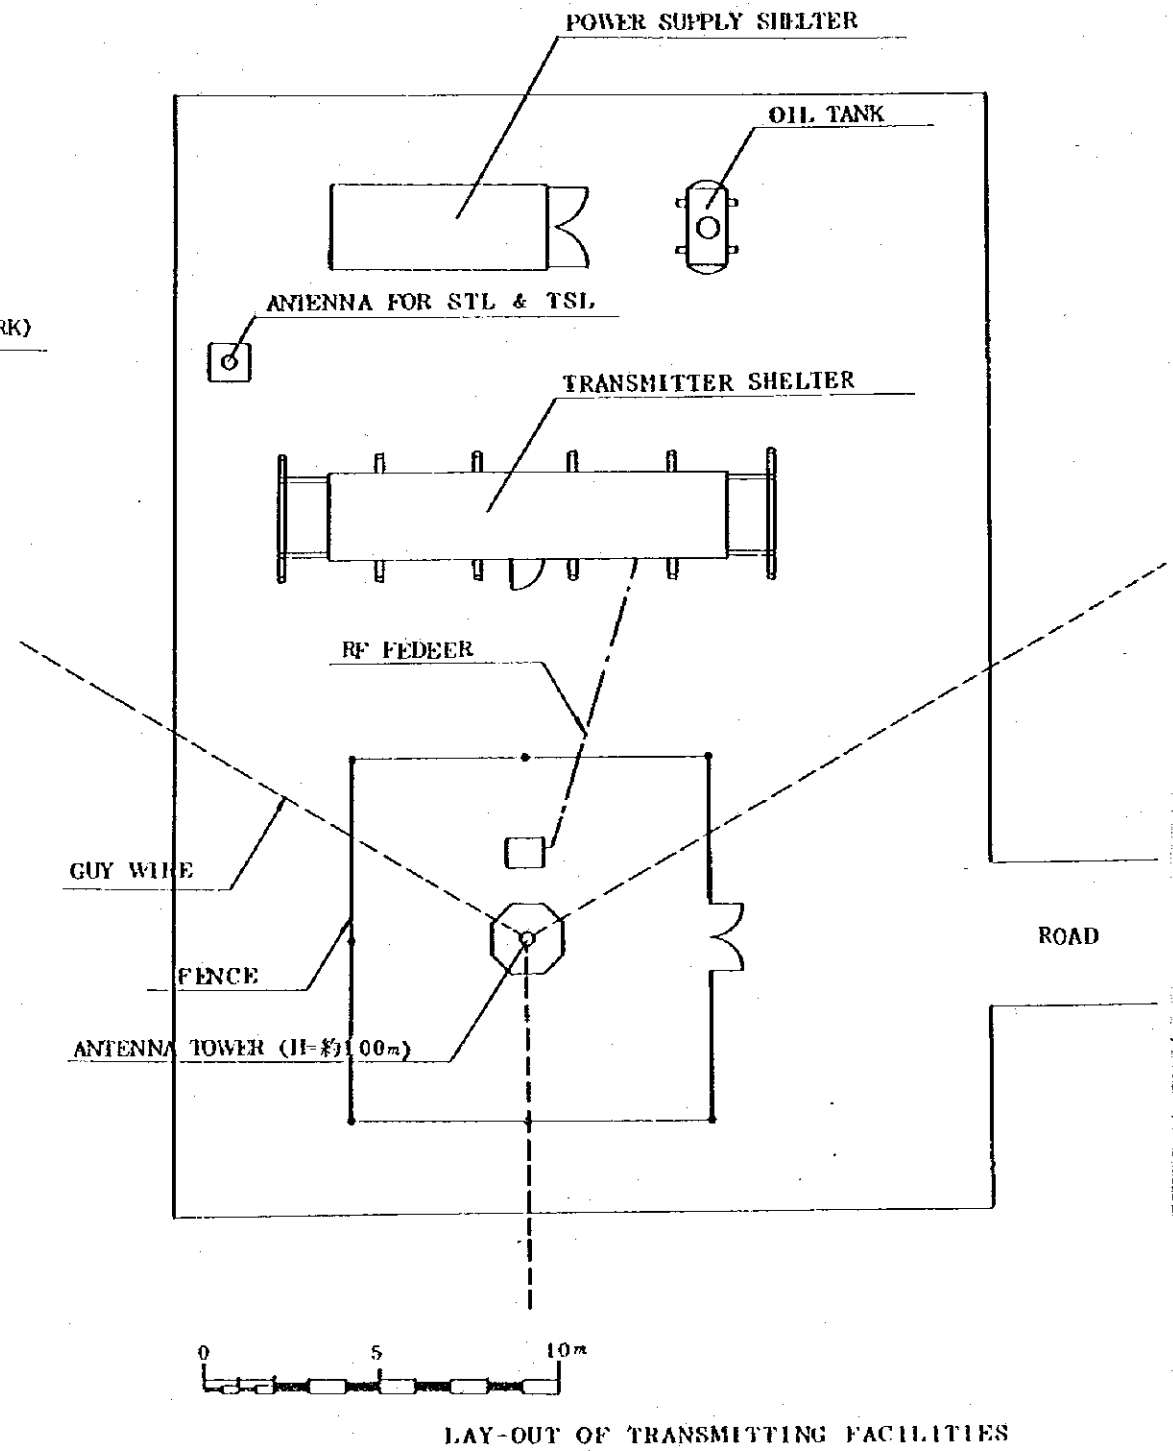 POWER SUPPLY SHELTER
OIL TANK
ANTENNA FOR STL & TSL
RK)
TRANSMITTER SHELTER
RF FEDEER
GUY WIRE
ROAD
FENCE
ANTENNA TOWER (H=約100m)
0 5 10m
LAY-OUT OF TRANSMITTING FACILITIES